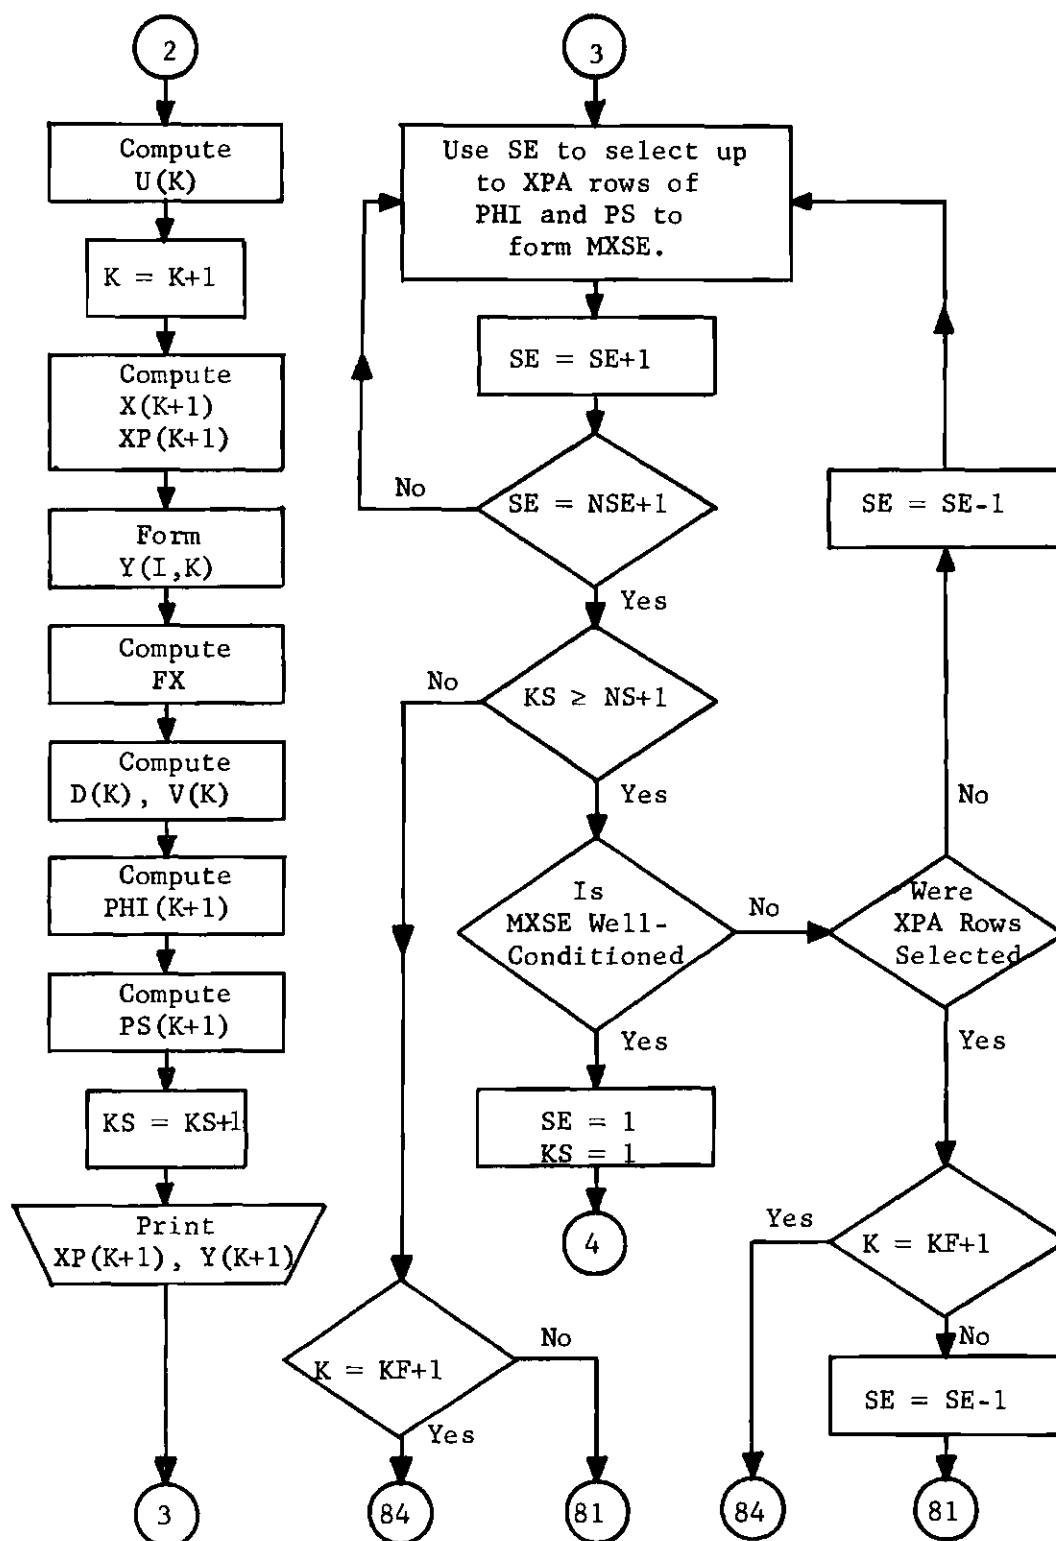 2
Compute
U(K)
K = K+1
Compute
X(K+1)
XP(K+1)
Form
Y(I,K)
Compute
FX
Compute
D(K), V(K)
Compute
PHI(K+1)
Compute
PS(K+1)
KS = KS+1
Print
XP(K+1), Y(K+1)
3
3
Use SE to select up
to XPA rows of
PHI and PS to
form MXSE.
SE = SE+1
SE = NSE+1
No
Yes
KS ≥ NS+1
No
Yes
Is
MXSE Well-
Conditioned
No
Yes
SE = 1
KS = 1
4
K = KF+1
No
Yes
84
81
SE = SE-1
No
Were
XPA Rows
Selected
Yes
K = KF+1
Yes
No
SE = SE-1
84
81